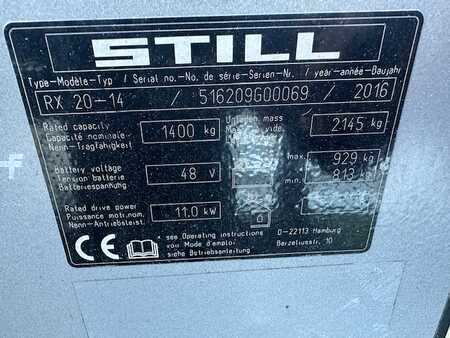 STILL
Type-Modèle-Typ / Serial no.-No. de série-Serien-Nr. / year-année-Baujahr
RX 20-14 / 516209G00069 / 2016
Rated capacity
Capacité nominale
Nenn-Tragfähigkeit
1400 kg
Unladen mass
2145 kg
Battery voltage
Tension batterie
Batteriespannung
48 V
max. 929 kg
min. 813 kg
Rated drive power
Puissance motr.nom.
Nenn-Antriebsleist.
11.0 kW
CE
* see Operating instructions
voir Mode d'emploi
siehe Betriebsanleitung
D-22113 Hamburg
Berzeliusstr. 10